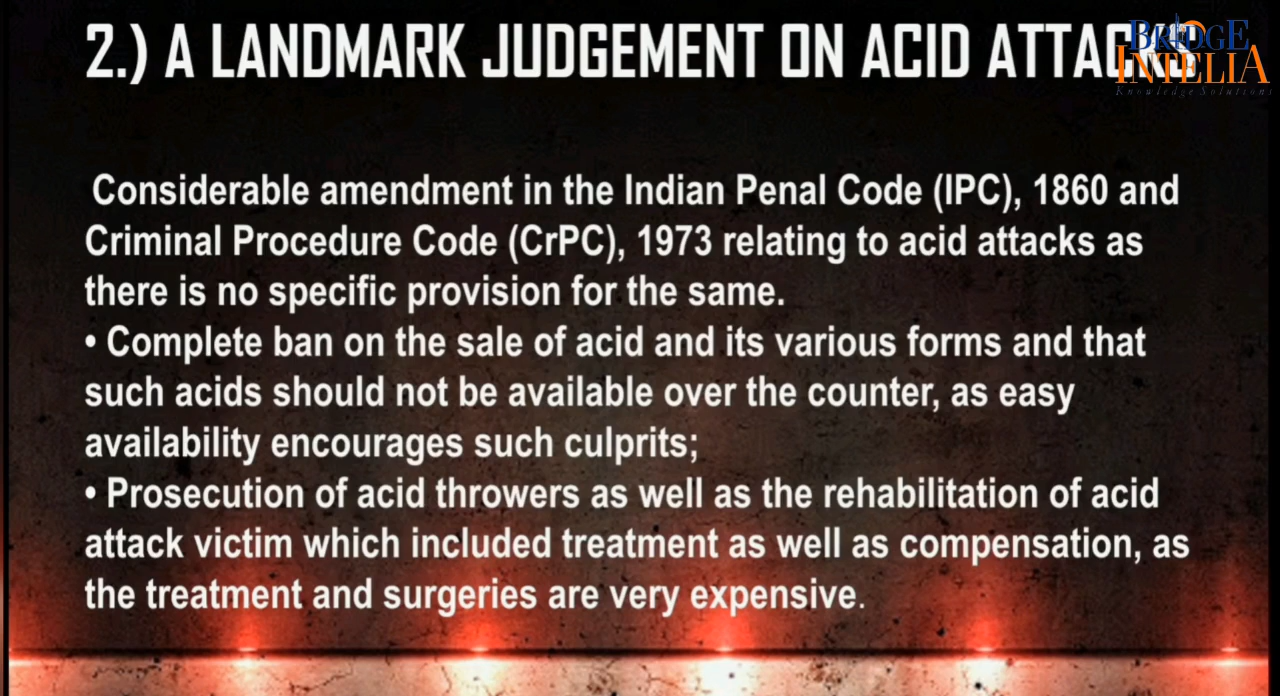 2.) A LANDMARK JUDGEMENT ON ACID ATTACKS
BRIDGE
INTELIA
Knowledge Solutions
Considerable amendment in the Indian Penal Code (IPC), 1860 and
Criminal Procedure Code (CrPC), 1973 relating to acid attacks as
there is no specific provision for the same.
• Complete ban on the sale of acid and its various forms and that
such acids should not be available over the counter, as easy
availability encourages such culprits;
• Prosecution of acid throwers as well as the rehabilitation of acid
attack victim which included treatment as well as compensation, as
the treatment and surgeries are very expensive.